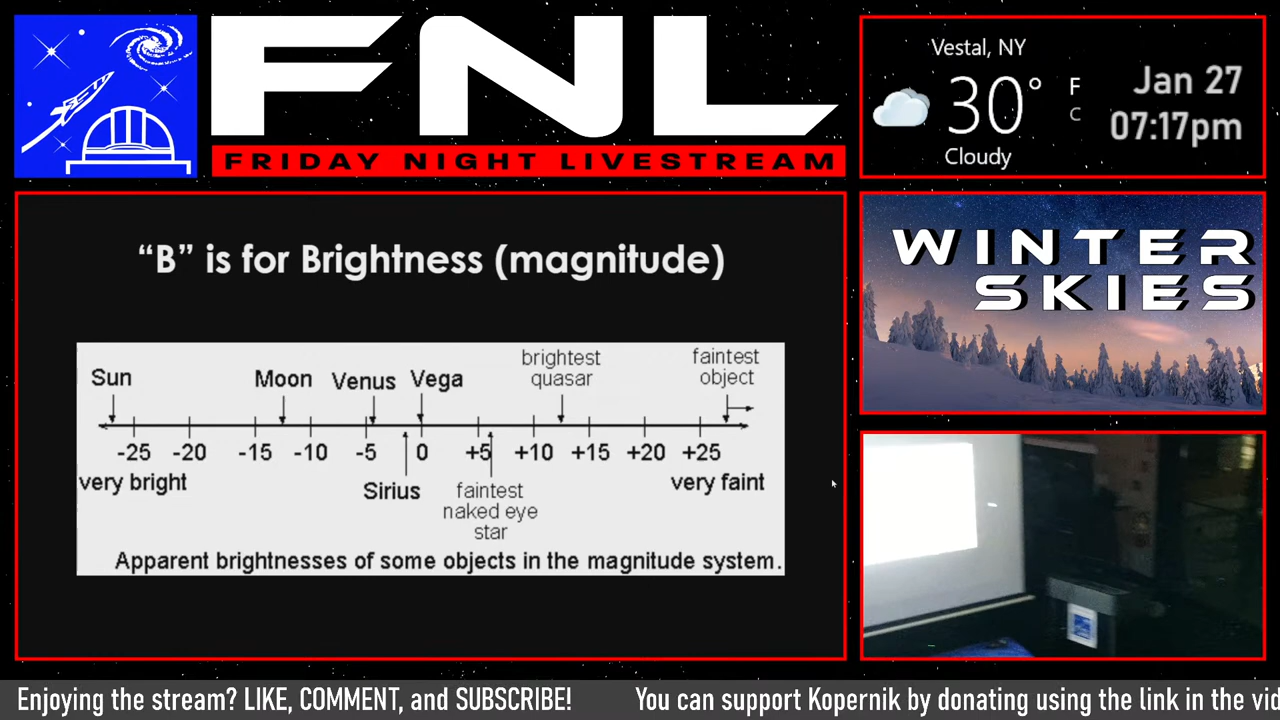 FNL
FRIDAY NIGHT LIVESTREAM
Vestal, NY
30° F
C
Cloudy
Jan 27
07:17pm
“B” is for Brightness (magnitude)
Sun Moon Venus Vega brightest quasar faintest object
-25 -20 -15 -10 -5 0 +5 +10 +15 +20 +25
very bright Sirius faintest naked eye star very faint
Apparent brightnesses of some objects in the magnitude system.
WINTER
SKIES
Enjoying the stream? LIKE, COMMENT, and SUBSCRIBE! You can support Kopernik by donating using the link in the vid